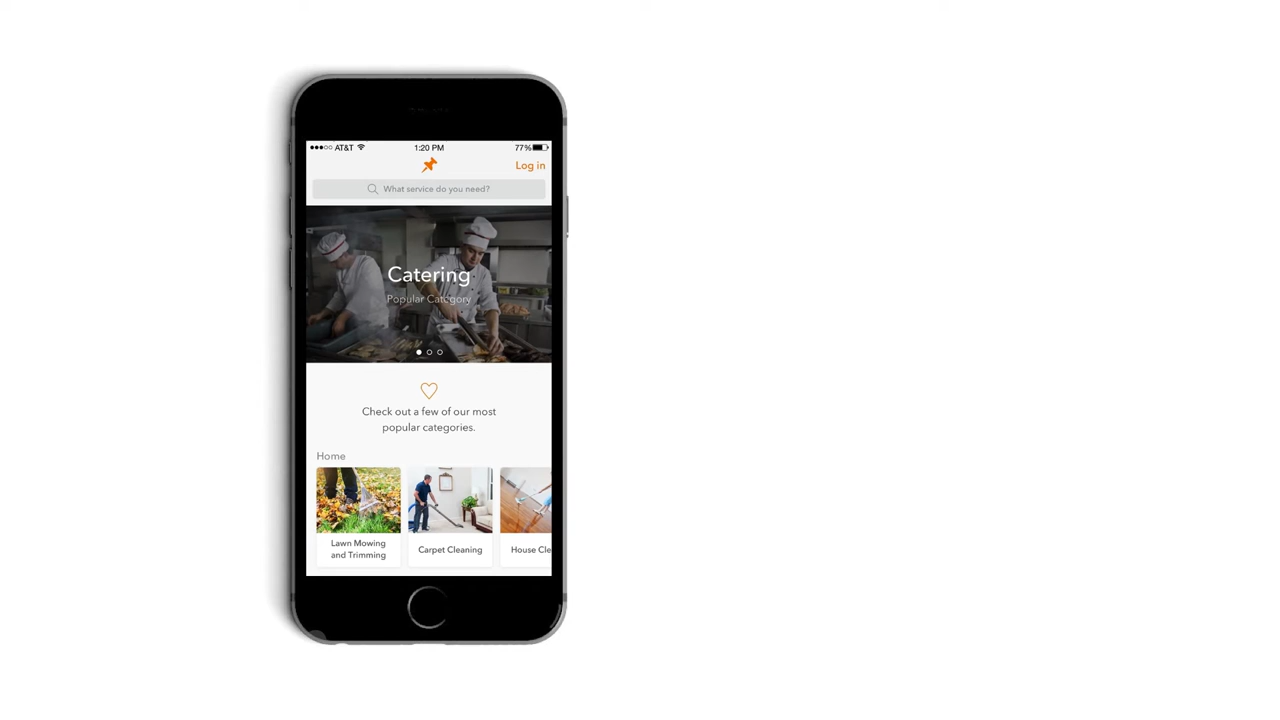 AT&T 1:20 PM 77%
Log in
What service do you need?
Catering
Popular Category
Check out a few of our most
popular categories.
Home
Lawn Mowing
and Trimming
Carpet Cleaning
House Cle